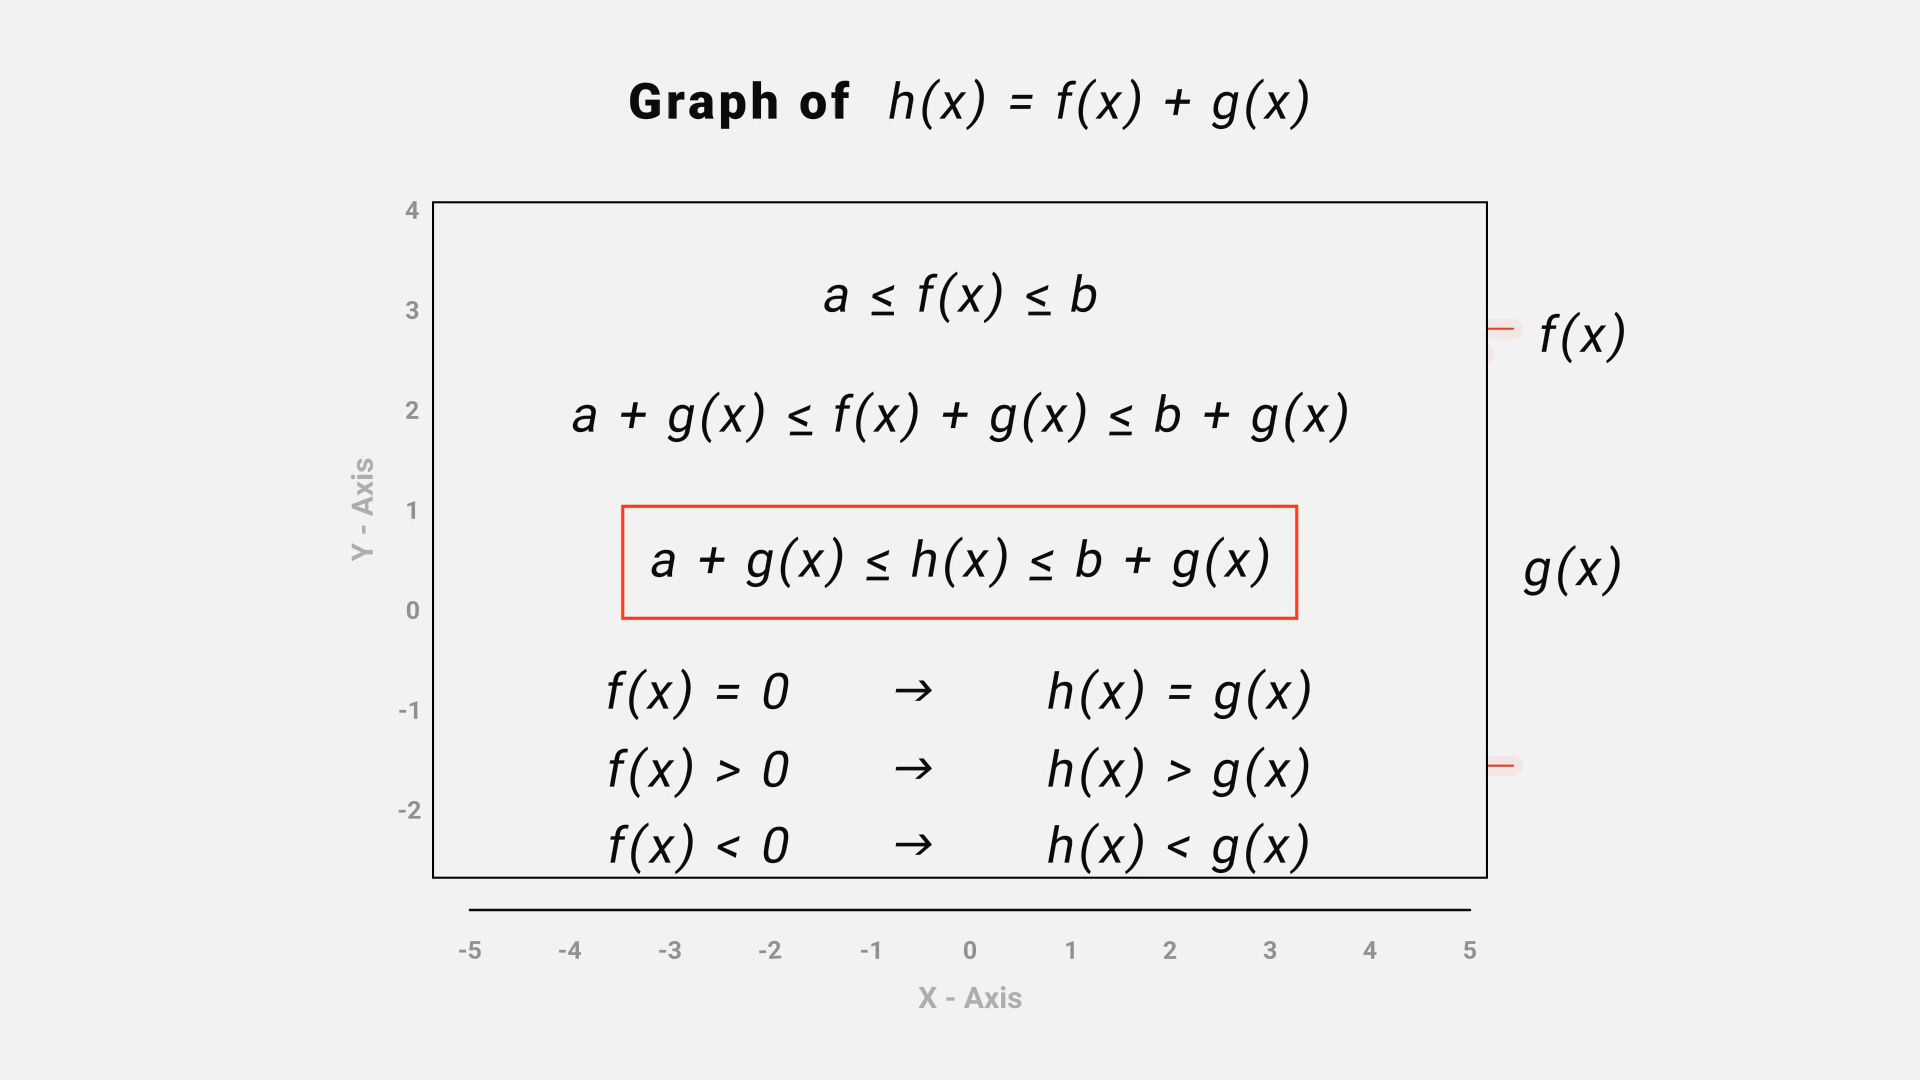 Graph of h(x) = f(x) + g(x)
4
a ≤ f(x) ≤ b
3
f(x)
2
a + g(x) ≤ f(x) + g(x) ≤ b + g(x)
Y - Axis
1
a + g(x) ≤ h(x) ≤ b + g(x)
g(x)
0
f(x) = 0 → h(x) = g(x)
-1
f(x) > 0 → h(x) > g(x)
-2
f(x) < 0 → h(x) < g(x)
-5 -4 -3 -2 -1 0 1 2 3 4 5
X - Axis